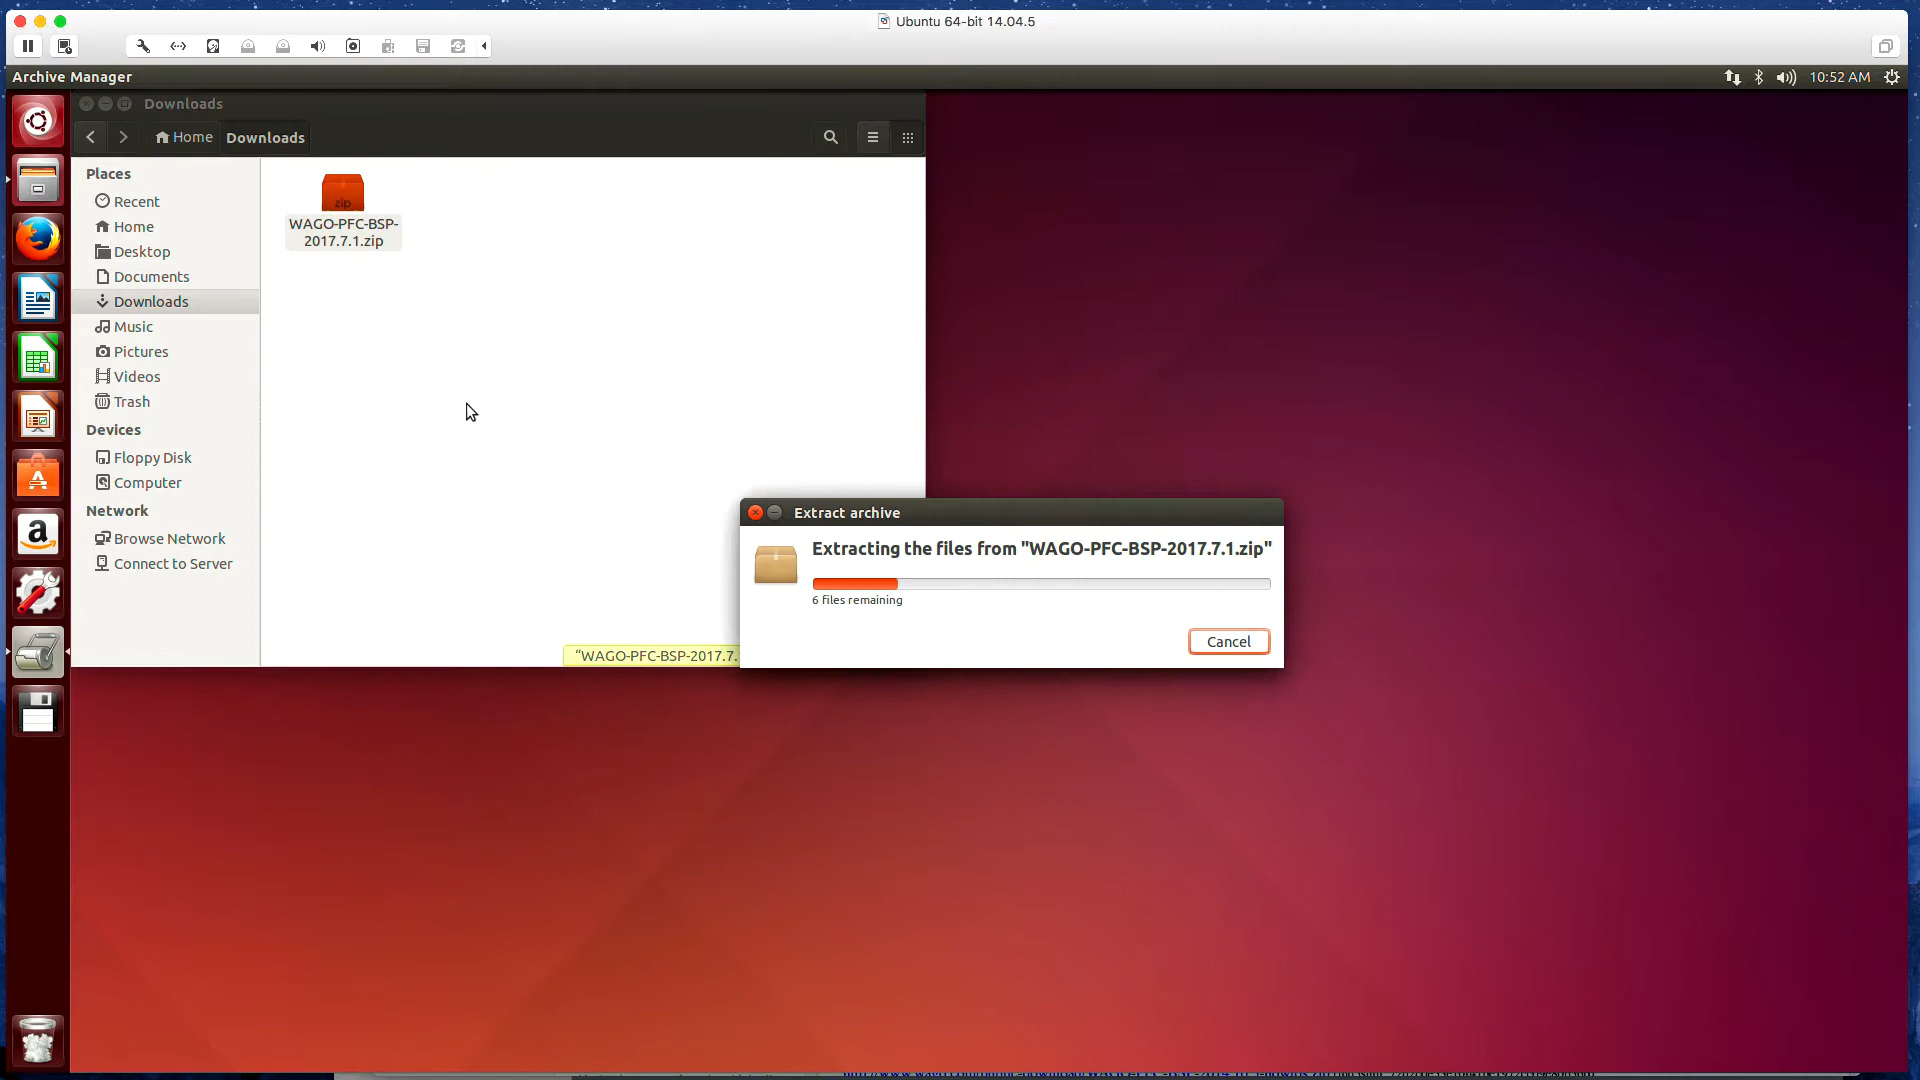 Ubuntu 64-bit 14.04.5
Archive Manager
10:52 AM
Downloads
Home
Downloads
Places
Recent
Home
Desktop
Documents
Downloads
Music
Pictures
Videos
Trash
Devices
Floppy Disk
Computer
Network
Browse Network
Connect to Server
zip
WAGO-PFC-BSP-
2017.7.1.zip
"WAGO-PFC-BSP-2017.7.
Extract archive
Extracting the files from "WAGO-PFC-BSP-2017.7.1.zip"
6 files remaining
Cancel